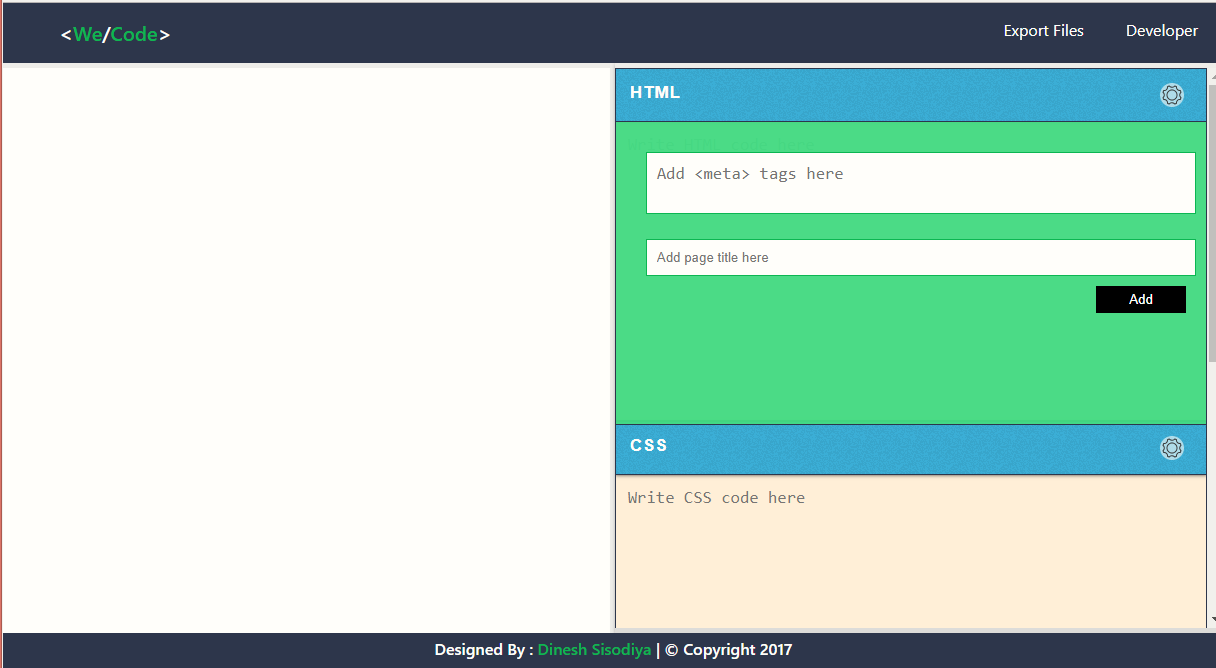 <We/Code>
Export Files
Developer
HTML
Add <meta> tags here
Add page title here
Add
CSS
Write CSS code here
Designed By : Dinesh Sisodiya | © Copyright 2017